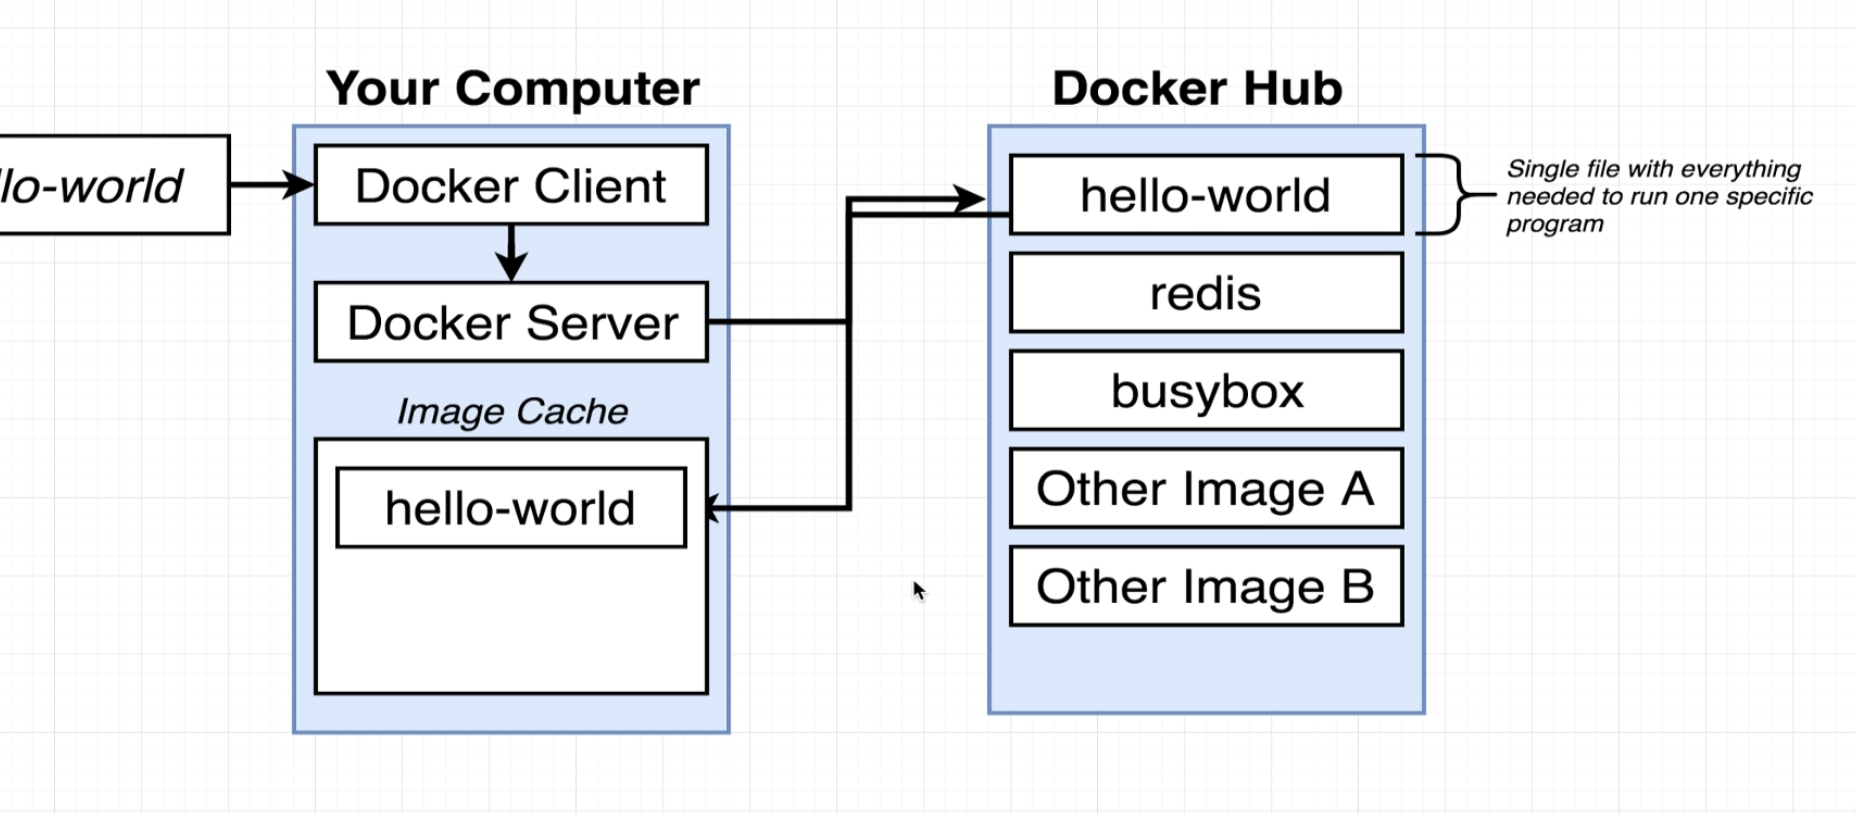 Your Computer
Docker Hub
lo-world
Docker Client
Docker Server
Image Cache
hello-world
hello-world
redis
busybox
Other Image A
Other Image B
Single file with everything
needed to run one specific
program